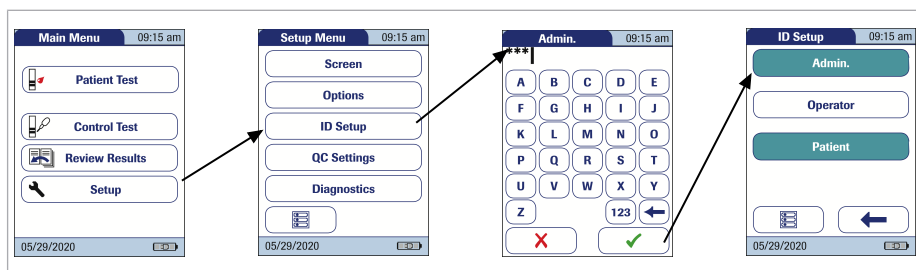 Main Menu 09:15 am
Patient Test
Control Test
Review Results
Setup
05/29/2020
Setup Menu 09:15 am
Screen
Options
ID Setup
QC Settings
Diagnostics
05/29/2020
Admin. 09:15 am
***
A B C D E
F G H I J
K L M N O
P Q R S T
U V W X Y
Z 123
ID Setup 09:15 am
Admin.
Operator
Patient
05/29/2020